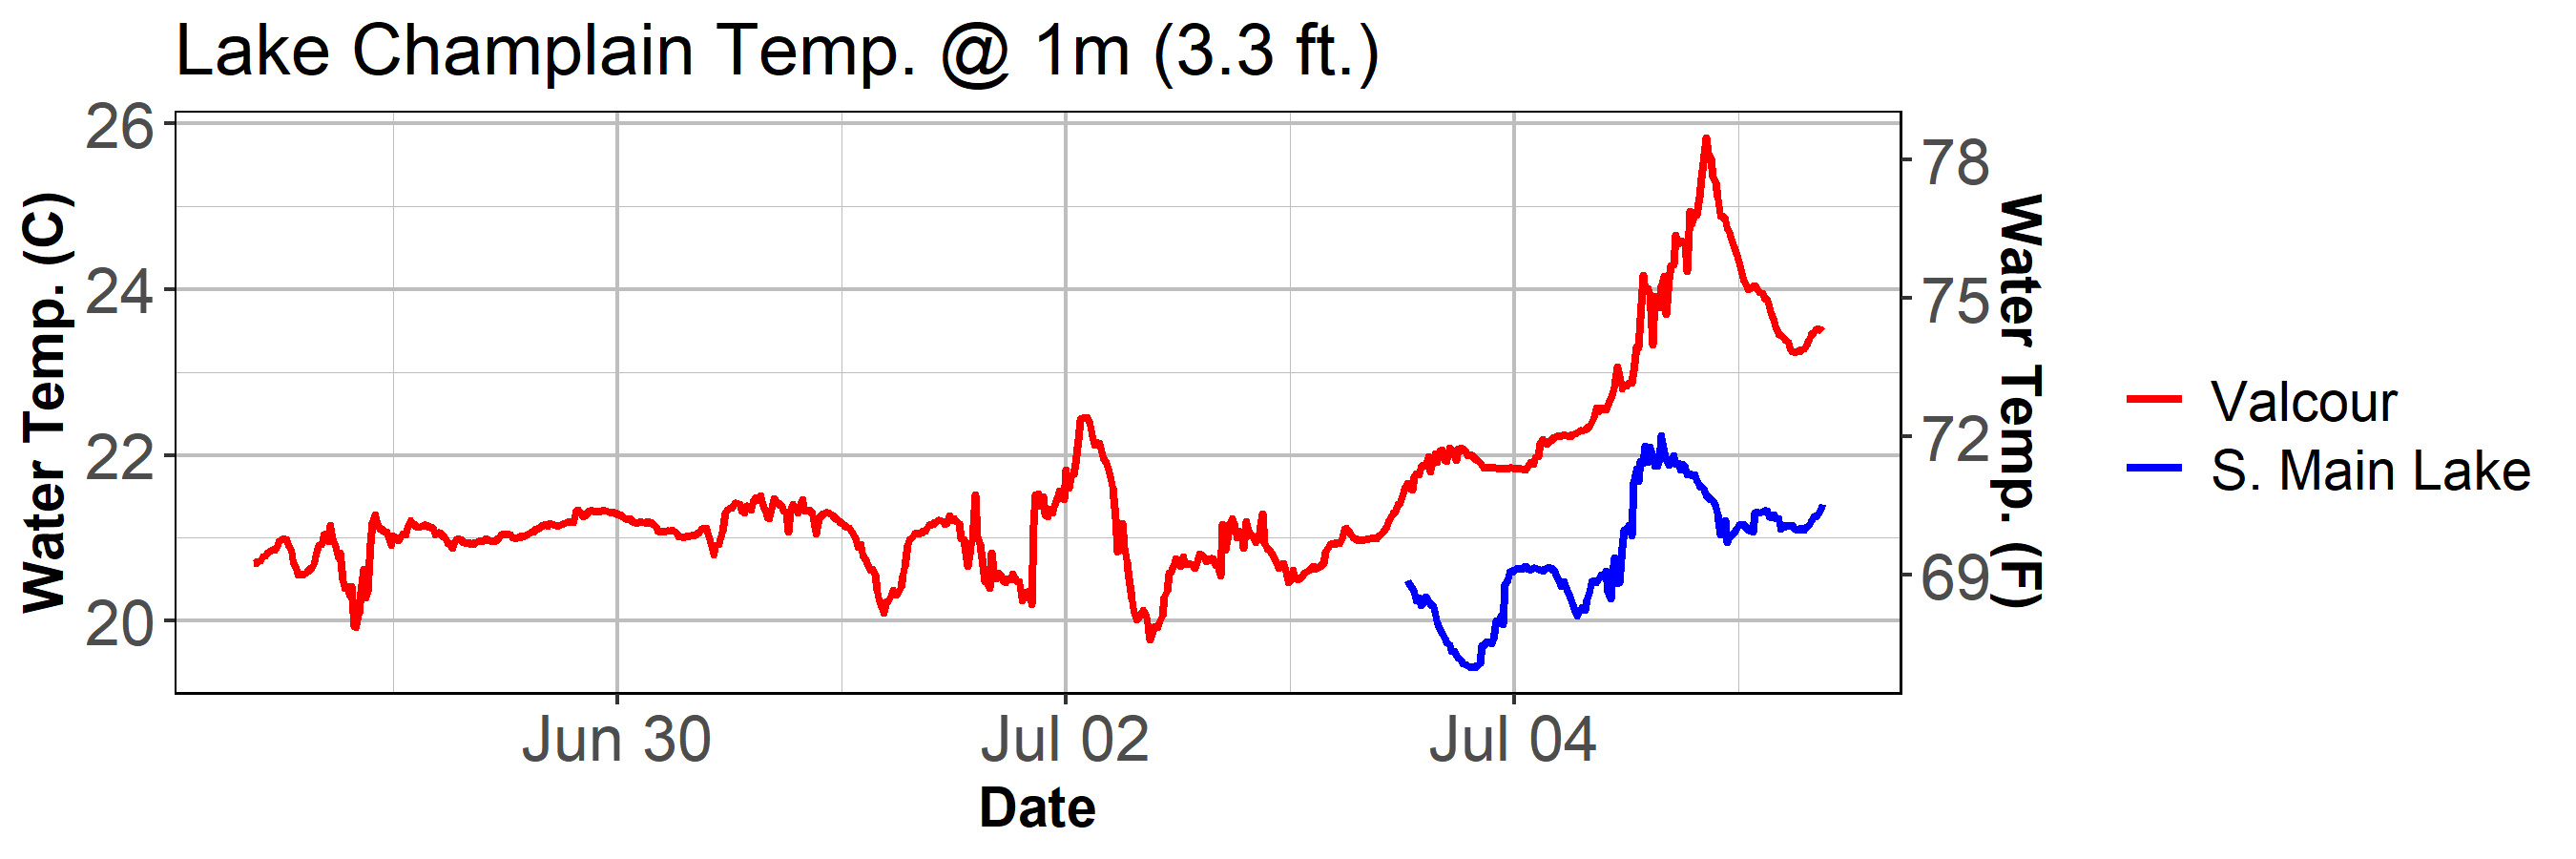 Lake Champlain Temp. @ 1m (3.3 ft.)
Water Temp. (C)
26
24
22
20
78
75
72
69
Water Temp. (F)
Jun 30
Jul 02
Jul 04
Date
Valcour
S. Main Lake